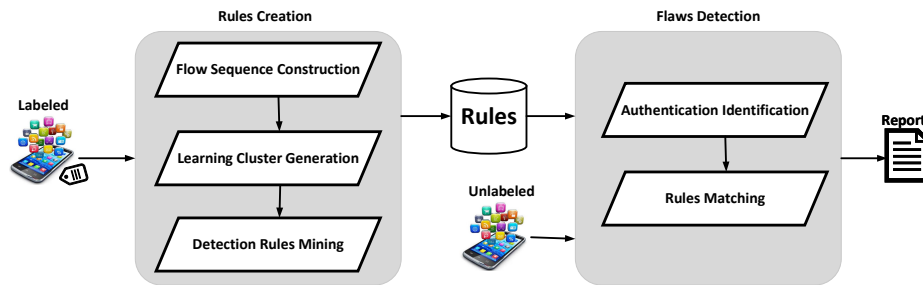 Rules Creation
Flow Sequence Construction
Labeled
Learning Cluster Generation
Detection Rules Mining
Rules
Unlabeled
Flaws Detection
Authentication Identification
Rules Matching
Report